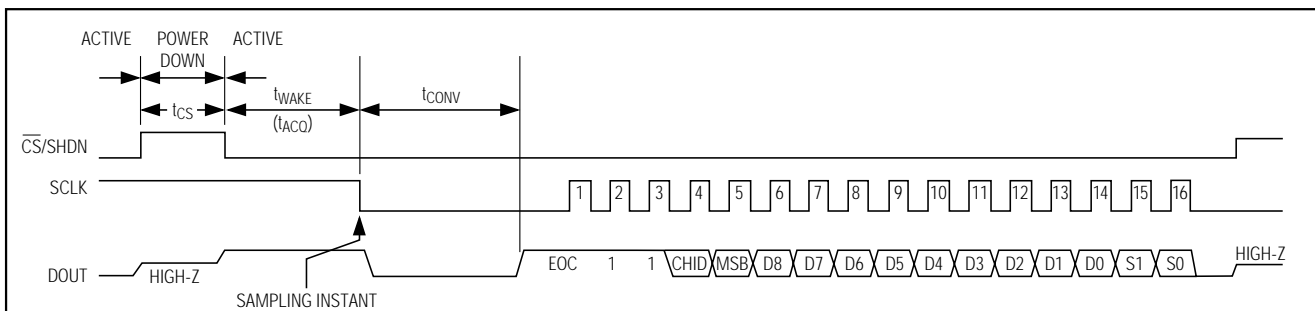 ACTIVE POWER DOWN ACTIVE
tCS
tWAKE
(tACQ)
tCONV
CS/SHDN
SCLK 1 2 3 4 5 6 7 8 9 10 11 12 13 14 15 16
DOUT HIGH-Z EOC 1 1 CHID MSB D8 D7 D6 D5 D4 D3 D2 D1 D0 S1 S0 HIGH-Z
SAMPLING INSTANT